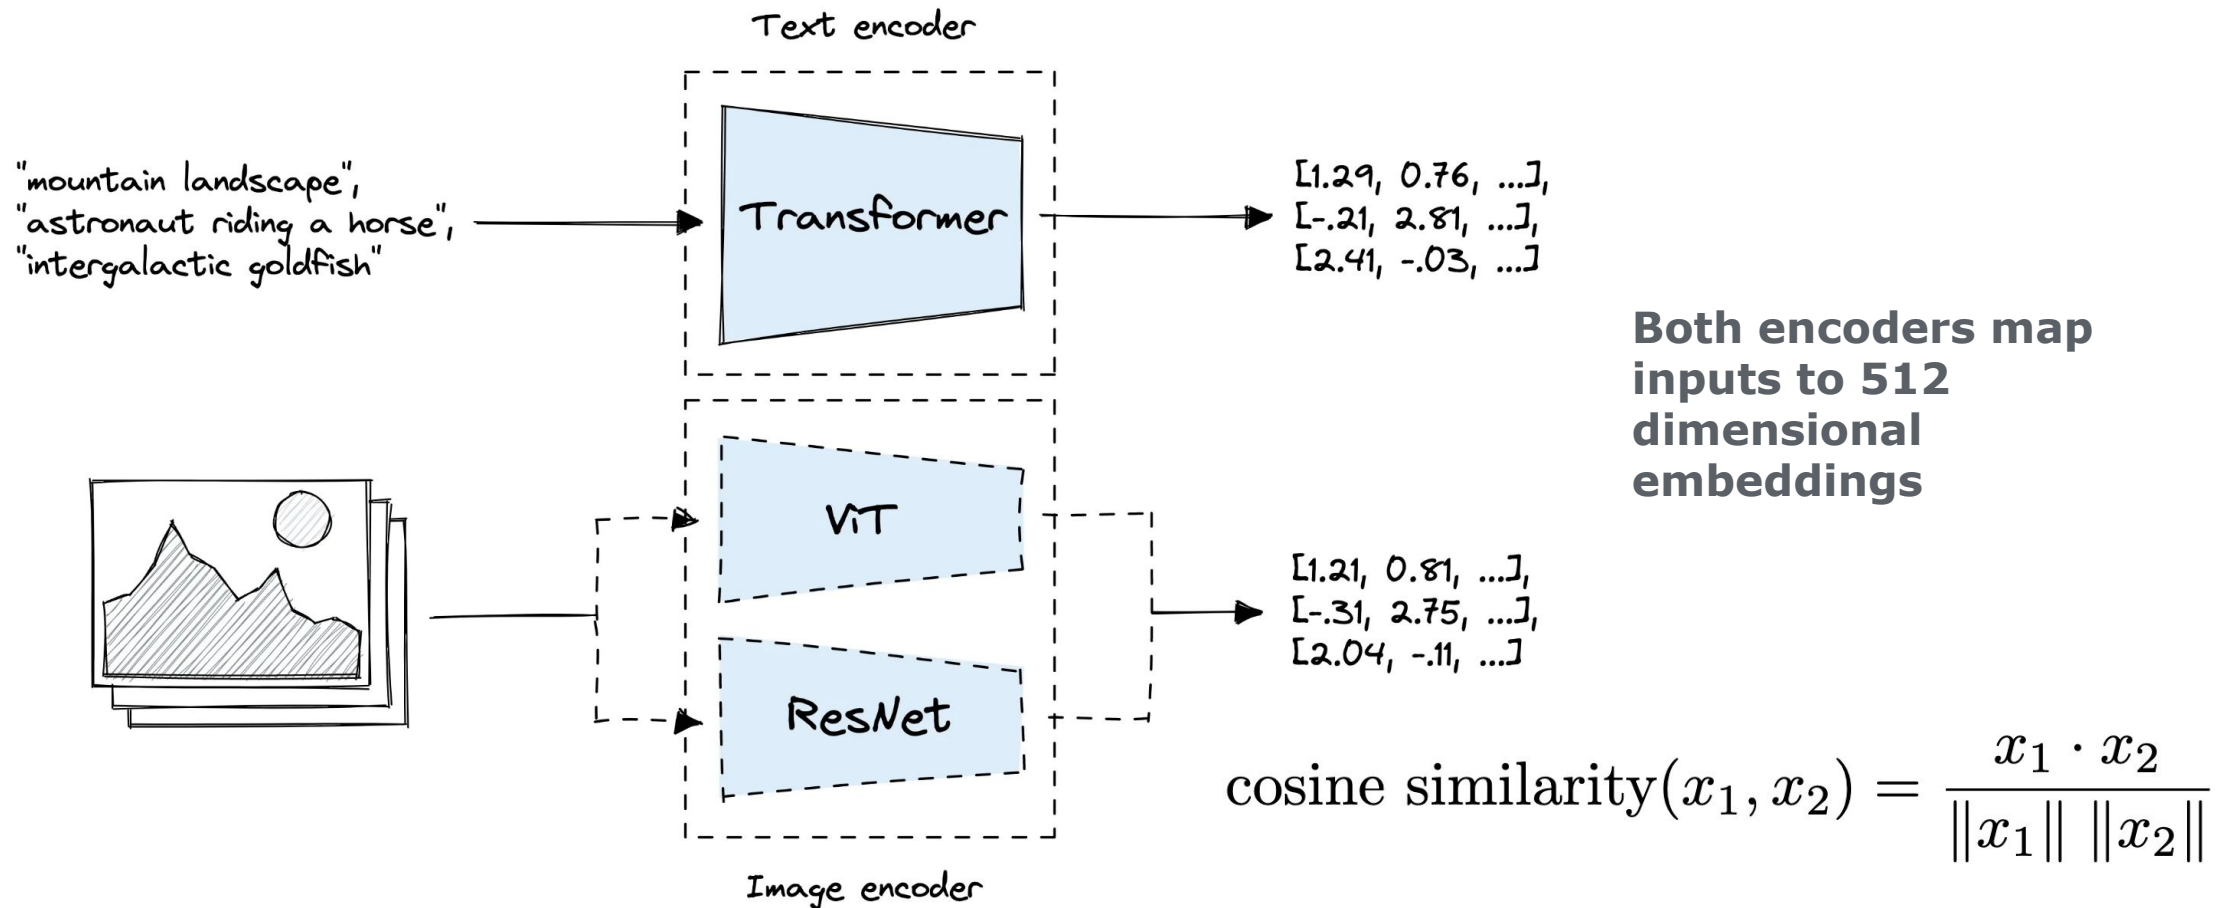 Text encoder
"mountain landscape",
"astronaut riding a horse",
"intergalactic goldfish"
Transformer
[1.29, 0.76, ...],
[-.21, 2.81, ...],
[2.41, -.03, ...]
Both encoders map
inputs to 512
dimensional
embeddings
ViT
ResNet
[1.21, 0.81, ...],
[-.31, 2.75, ...],
[2.04, -.11, ...]
cosine similarity(x₁, x₂) = x₁ · x₂ / ‖x₁‖ ‖x₂‖
Image encoder